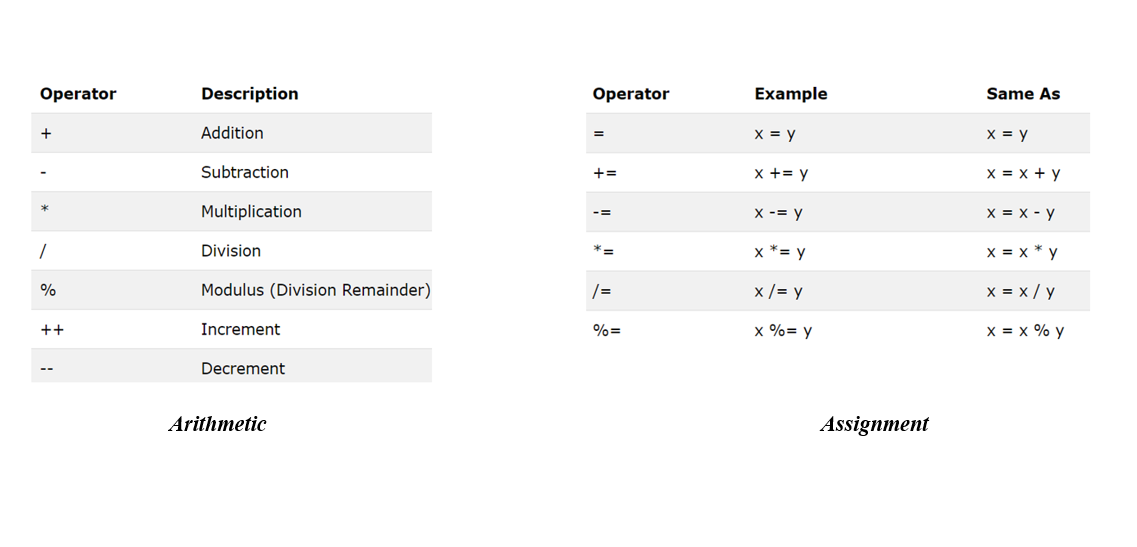 Operator Description
+ Addition
- Subtraction
* Multiplication
/ Division
% Modulus (Division Remainder)
++ Increment
-- Decrement
Arithmetic
Operator Example Same As
= x = y x = y
+= x += y x = x + y
-= x -= y x = x - y
*= x *= y x = x * y
/= x /= y x = x / y
%= x %= y x = x % y
Assignment